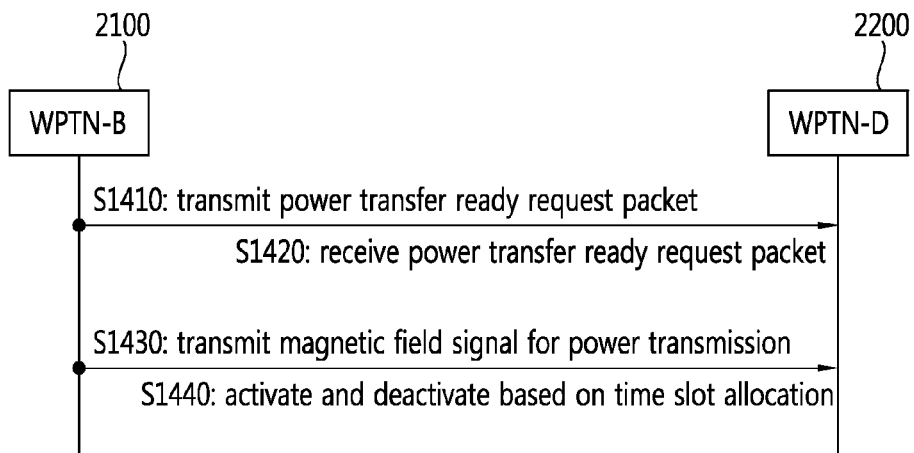 2100
2200
WPTN-B
WPTN-D
S1410: transmit power transfer ready request packet
S1420: receive power transfer ready request packet
S1430: transmit magnetic field signal for power transmission
S1440: activate and deactivate based on time slot allocation